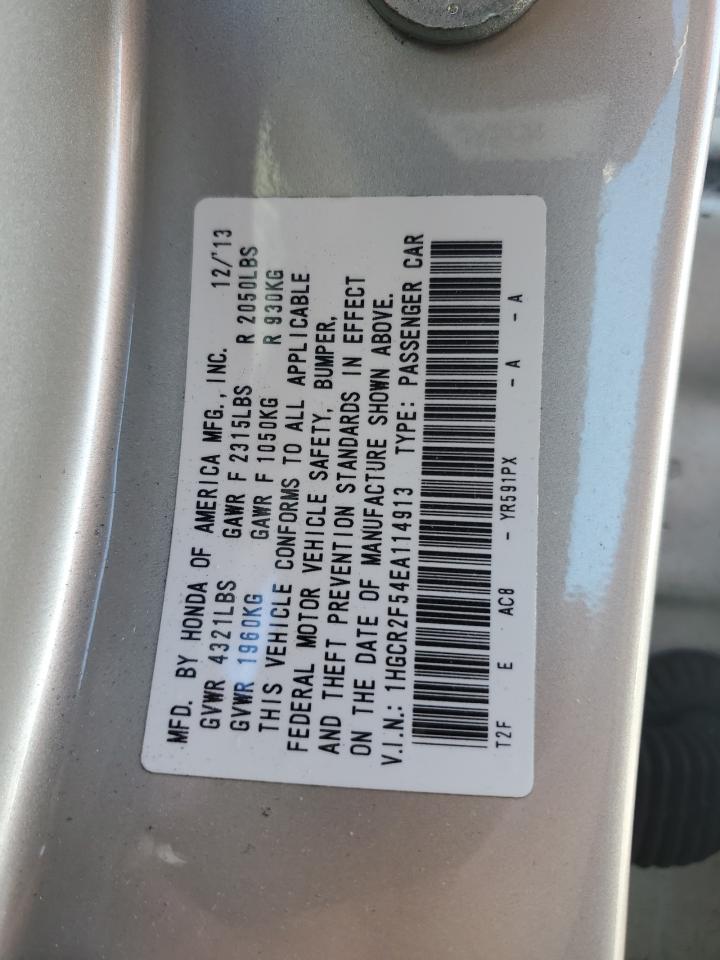 MFD. BY HONDA OF AMERICA MFG., INC. 12/'13
GVWR 4321LBS GAWR F 2315LBS R 2050LBS
GVWR 1960KG GAWR F 1050KG R 930KG
THIS VEHICLE CONFORMS TO ALL APPLICABLE
FEDERAL MOTOR VEHICLE SAFETY, BUMPER,
AND THEFT PREVENTION STANDARDS IN EFFECT
ON THE DATE OF MANUFACTURE SHOWN ABOVE.
V.I.N.: 1HGCR2F54EA114913 TYPE: PASSENGER CAR
T2F E AC8 - YR591PX - A - A